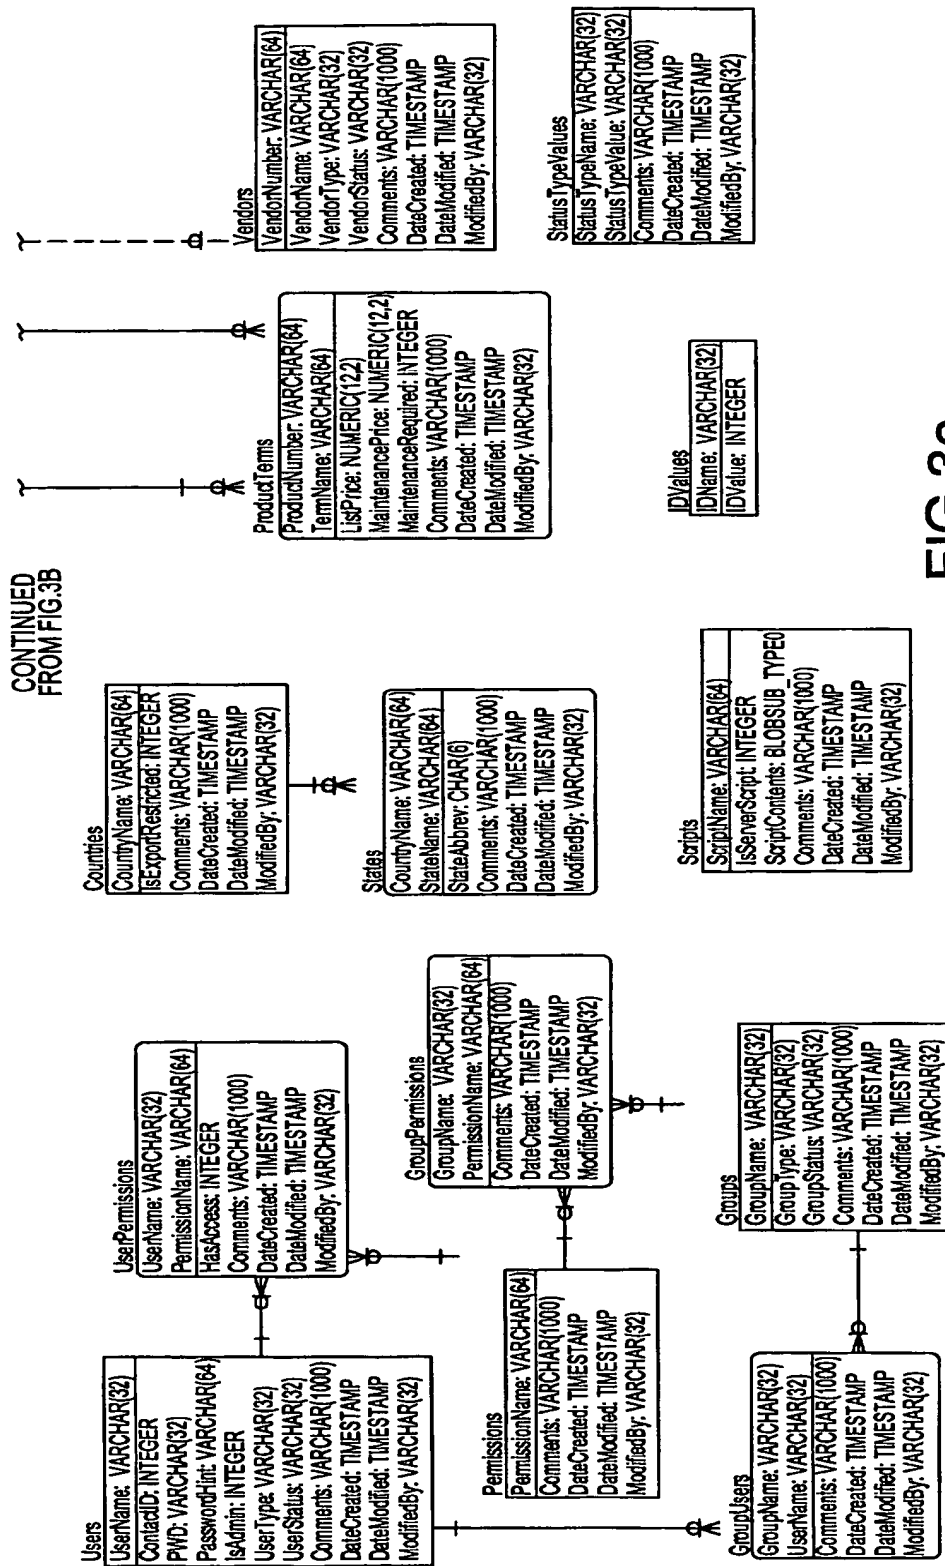 CONTINUED
FROM FIG.3B
Users
UserName: VARCHAR(32)
ContactID: INTEGER
PWD: VARCHAR(32)
PasswordHint: VARCHAR(64)
IsAdmin: INTEGER
UserType: VARCHAR(32)
UserStatus: VARCHAR(32)
Comments: VARCHAR(1000)
DateCreated: TIMESTAMP
DateModified: TIMESTAMP
ModifiedBy: VARCHAR(32)
UserPermissions
UserName: VARCHAR(32)
PermissionName: VARCHAR(64)
HasAccess: INTEGER
Comments: VARCHAR(1000)
DateCreated: TIMESTAMP
DateModified: TIMESTAMP
ModifiedBy: VARCHAR(32)
Countries
CountryName: VARCHAR(64)
IsExportRestricted: INTEGER
Comments: VARCHAR(1000)
DateCreated: TIMESTAMP
DateModified: TIMESTAMP
ModifiedBy: VARCHAR(32)
ProductTerms
ProductNumber: VARCHAR(64)
TermName: VARCHAR(64)
ListPrice: NUMERIC(12,2)
MaintenancePrice: NUMERIC(12,2)
MaintenanceRequired: INTEGER
Comments: VARCHAR(1000)
DateCreated: TIMESTAMP
DateModified: TIMESTAMP
ModifiedBy: VARCHAR(32)
Vendors
VendorNumber: VARCHAR(64)
VendorName: VARCHAR(64)
VendorType: VARCHAR(32)
VendorStatus: VARCHAR(32)
Comments: VARCHAR(1000)
DateCreated: TIMESTAMP
DateModified: TIMESTAMP
ModifiedBy: VARCHAR(32)
Permissions
PermissionName: VARCHAR(64)
Comments: VARCHAR(1000)
DateCreated: TIMESTAMP
DateModified: TIMESTAMP
ModifiedBy: VARCHAR(32)
GroupPermissions
GroupName: VARCHAR(32)
PermissionName: VARCHAR(64)
Comments: VARCHAR(1000)
DateCreated: TIMESTAMP
DateModified: TIMESTAMP
ModifiedBy: VARCHAR(32)
States
CountryName: VARCHAR(64)
StateName: VARCHAR(64)
StateAbbrev: CHAR(6)
Comments: VARCHAR(1000)
DateCreated: TIMESTAMP
DateModified: TIMESTAMP
ModifiedBy: VARCHAR(32)
StatusTypeValues
StatusTypeName: VARCHAR(32)
StatusTypeValue: VARCHAR(32)
Comments: VARCHAR(1000)
DateCreated: TIMESTAMP
DateModified: TIMESTAMP
ModifiedBy: VARCHAR(32)
GroupUsers
GroupName: VARCHAR(32)
UserName: VARCHAR(32)
Comments: VARCHAR(1000)
DateCreated: TIMESTAMP
DateModified: TIMESTAMP
ModifiedBy: VARCHAR(32)
Groups
GroupName: VARCHAR(32)
GroupType: VARCHAR(32)
GroupStatus: VARCHAR(32)
Comments: VARCHAR(1000)
DateCreated: TIMESTAMP
DateModified: TIMESTAMP
ModifiedBy: VARCHAR(32)
Scripts
ScriptName: VARCHAR(64)
IsServerScript: INTEGER
ScriptContents: BLOBSUB_TYPE0
Comments: VARCHAR(1000)
DateCreated: TIMESTAMP
DateModified: TIMESTAMP
ModifiedBy: VARCHAR(32)
IDValues
IDName: VARCHAR(32)
IDValue: INTEGER